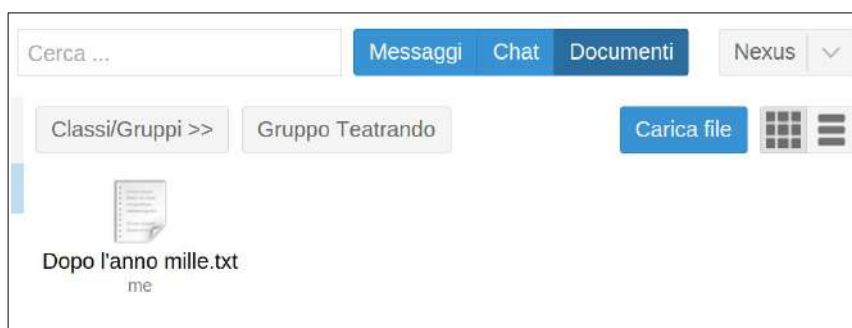 Cerca ... Messaggi Chat Documenti Nexus
Classi/Gruppi >> Gruppo Teatrando Carica file
Dopo l'anno mille.txt
me